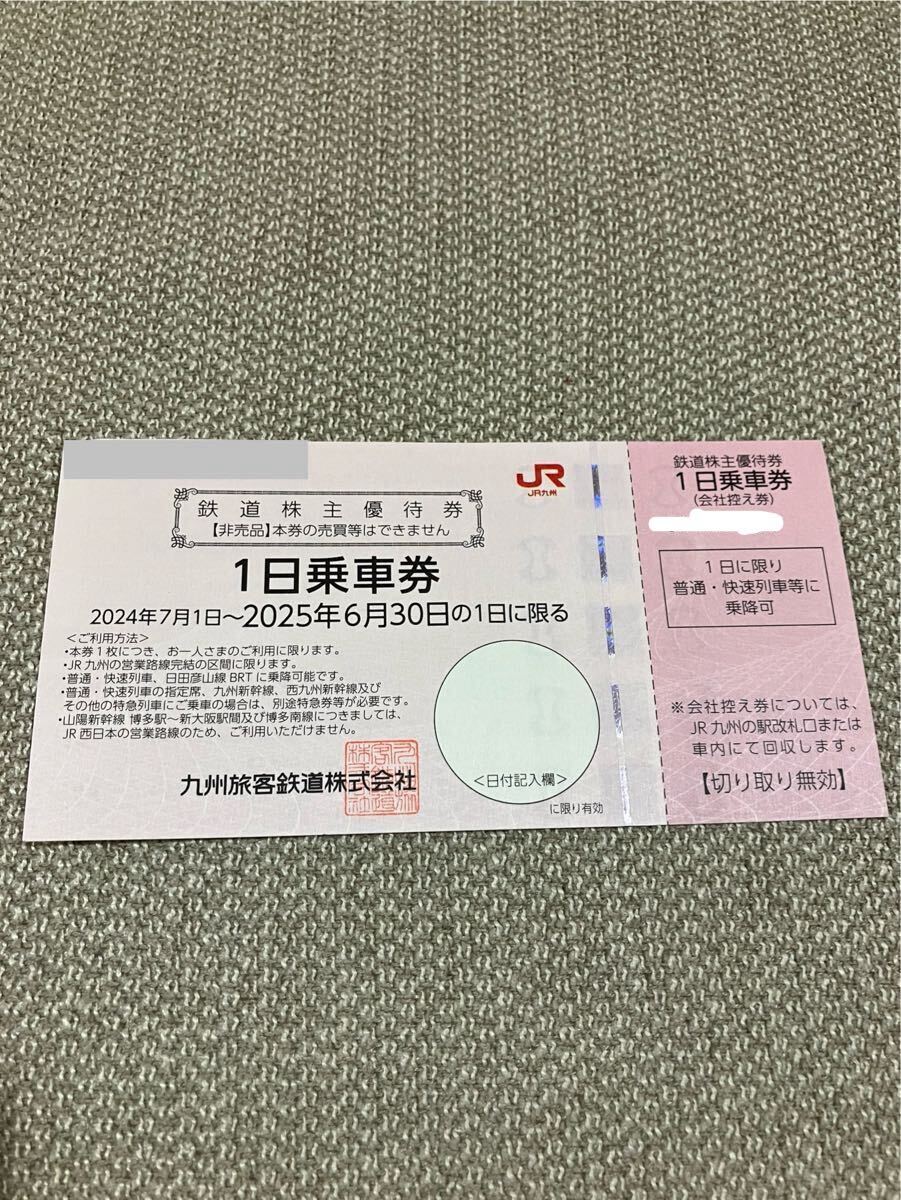 JR
JR九州
鉄道株主優待券
【非売品】本券の売買等はできません
1日乗車券
2024年7月1日～2025年6月30日の1日に限る
＜ご利用方法＞
・本券1枚につき、お一人さまのご利用に限ります。
・JR九州の営業路線完結の区間に限ります。
・普通・快速列車、日田彦山線BRTに乗降可能です。
・普通・快速列車の指定席、九州新幹線、西九州新幹線及び
その他の特急列車にご乗車の場合は、別途特急券等が必要です。
・山陽新幹線 博多駅～新大阪駅間及び博多南線につきましては、
JR西日本の営業路線のため、ご利用いただけません。
九州旅客鉄道株式会社
＜日付記入欄＞
に限り有効
鉄道株主優待券
1日乗車券
(会社控え券)
1日に限り
普通・快速列車等に
乗降可
※会社控え券については、
JR九州の駅改札口または
車内にて回収します。
【切り取り無効】